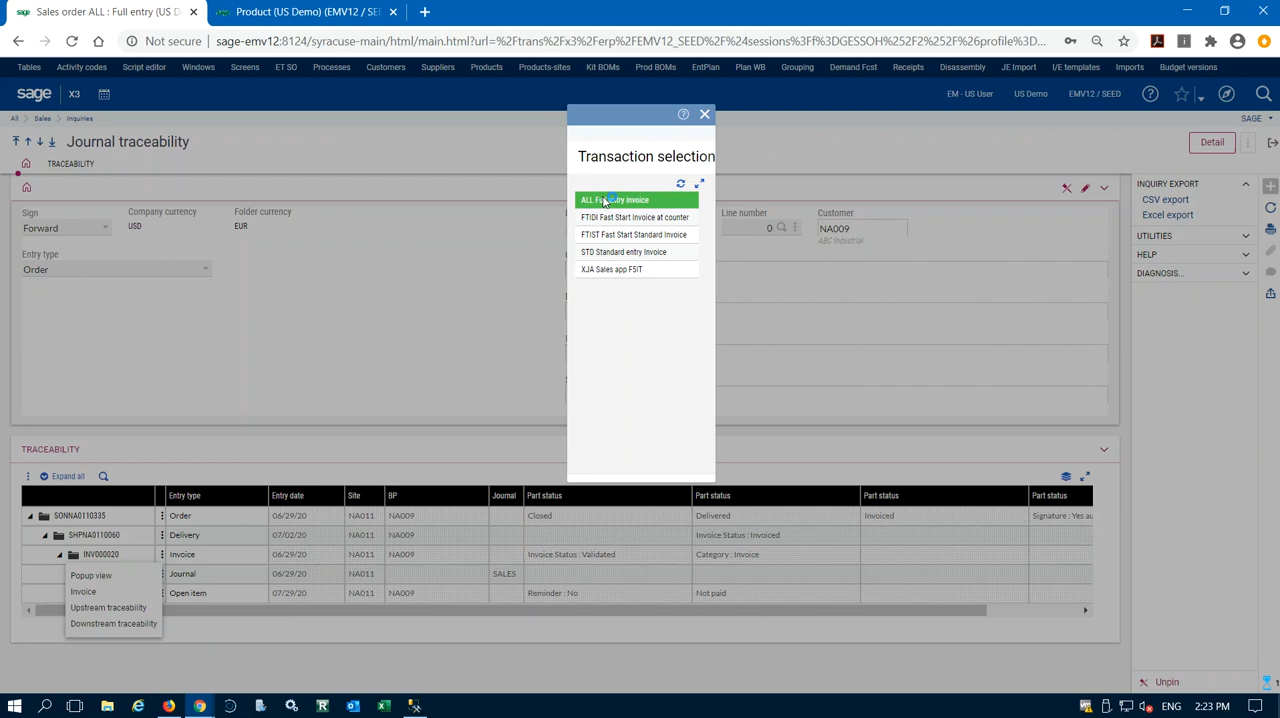 Sales order ALL : Full entry (US D
Product (US Demo) (EMV12 / SEED
Not secure
sage-emv12:8124/syracuse-main/html/main.html?url=%2Ftrans%2Fx3%2Ferp%2FEMV12_SEED%2F%24sessions%3Ff%3DGESSOH%252F2%252F%26profile%3D...
Tables
Activity codes
Script editor
Windows
Screens
ET SO
Processes
Customers
Suppliers
Products
Products-sites
Kit BOMs
Prod BOMs
EntPlan
Plan WB
Grouping
Demand Fcst
Receipts
Disassembly
JE Import
I/E templates
Imports
Budget versions
sage
X3
EM - US User
US Demo
EMV12 / SEED
All
Sales
Inquiries
SAGE
Journal traceability
Detail
TRACEABILITY
Sign
Forward
Company currency
USD
Folder currency
EUR
Entry type
Order
Line number
0
Customer
NA009
ABC Industrial
Transaction selection
ALL Full entry invoice
FTIDI Fast Start Invoice at counter
FTIST Fast Start Standard Invoice
STD Standard entry Invoice
XJA Sales app F5IT
INQUIRY EXPORT
CSV export
Excel export
UTILITIES
HELP
DIAGNOSIS...
TRACEABILITY
Expand all
Entry type Entry date Site BP Journal Part status Part status Part status Part status
SONNA0110335 Order 06/29/20 NA011 NA009 Closed Delivered Invoiced Signature : Yes au
SHPNA0110060 Delivery 07/02/20 NA011 NA009 Invoice Status : Invoiced
INV000020 Invoice 06/29/20 NA011 NA009 Invoice Status : Validated Category : Invoice
Journal 06/29/20 NA011 SALES
Open item 07/29/20 NA011 NA009 Reminder : No Not paid
Popup view
Invoice
Upstream traceability
Downstream traceability
Unpin
1
ENG
2:23 PM